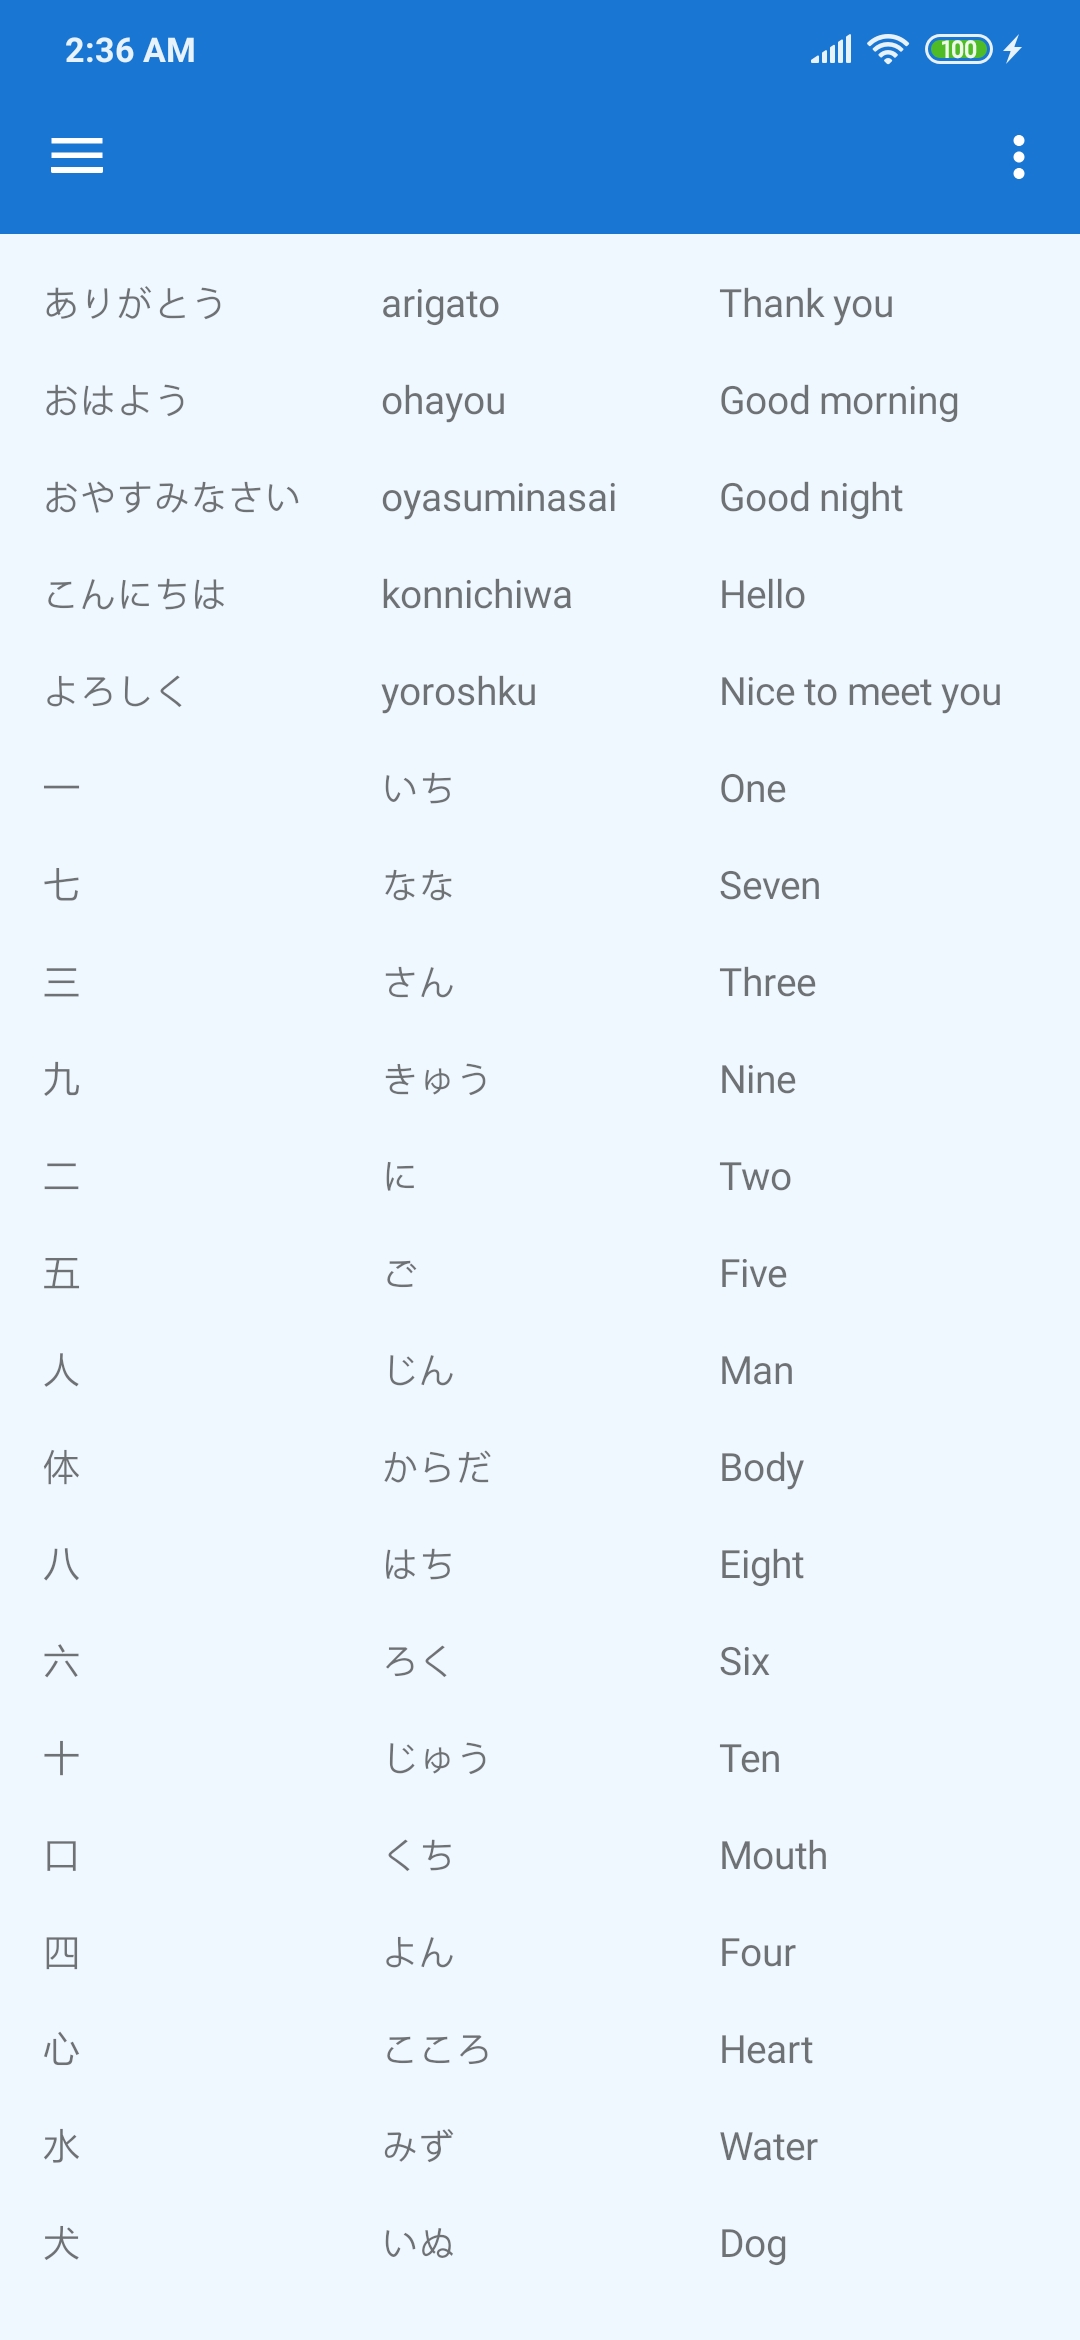 2:36 AM 100
ありがとう arigato Thank you
おはよう ohayou Good morning
おやすみなさい oyasuminasai Good night
こんにちは konnichiwa Hello
よろしく yoroshku Nice to meet you
一 いち One
七 なな Seven
三 さん Three
九 きゅう Nine
二 に Two
五 ご Five
人 じん Man
体 からだ Body
八 はち Eight
六 ろく Six
十 じゅう Ten
口 くち Mouth
四 よん Four
心 こころ Heart
水 みず Water
犬 いぬ Dog